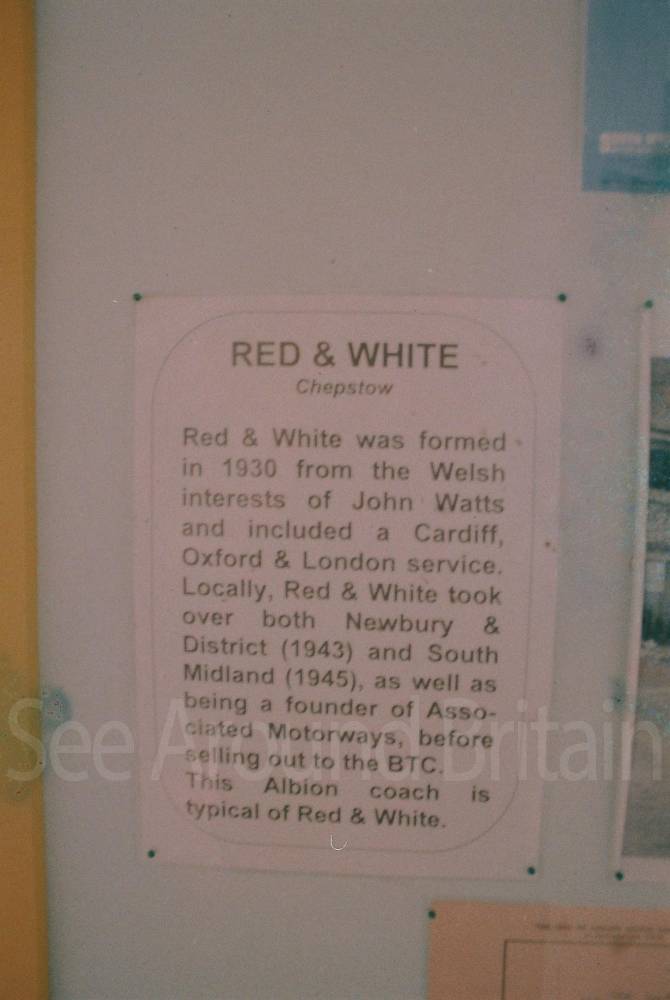 RED & WHITE
Chepstow
Red & White was formed
in 1930 from the Welsh
interests of John Watts
and included a Cardiff,
Oxford & London service.
Locally, Red & White took
over both Newbury &
District (1943) and South
Midland (1945), as well as
being a founder of Asso-
ciated Motorways, before
selling out to the BTC.
This Albion coach is
typical of Red & White.
See Around Britain